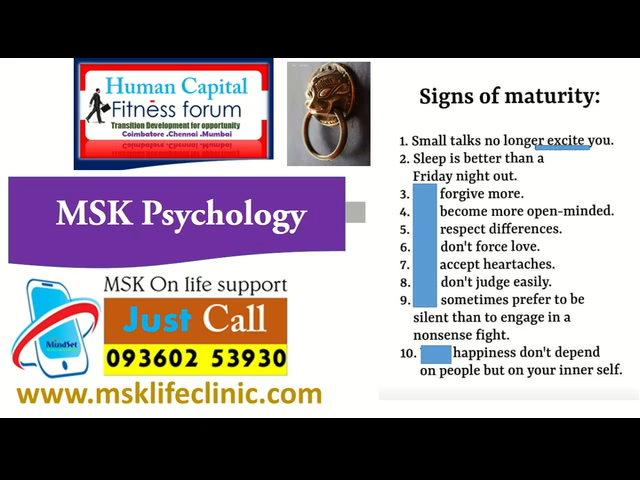 Human Capital
Fitness forum
Transition Development for opportunity
Coimbatore .Chennai .Mumbai
MSK Psychology
MSK On life support
Just Call
093602 53930
MindSet
www.msklifeclinic.com
Signs of maturity:
1. Small talks no longer excite you.
2. Sleep is better than a
Friday night out.
3. forgive more.
4. become more open-minded.
5. respect differences.
6. don't force love.
7. accept heartaches.
8. don't judge easily.
9. sometimes prefer to be
silent than to engage in a
nonsense fight.
10. happiness don't depend
on people but on your inner self.